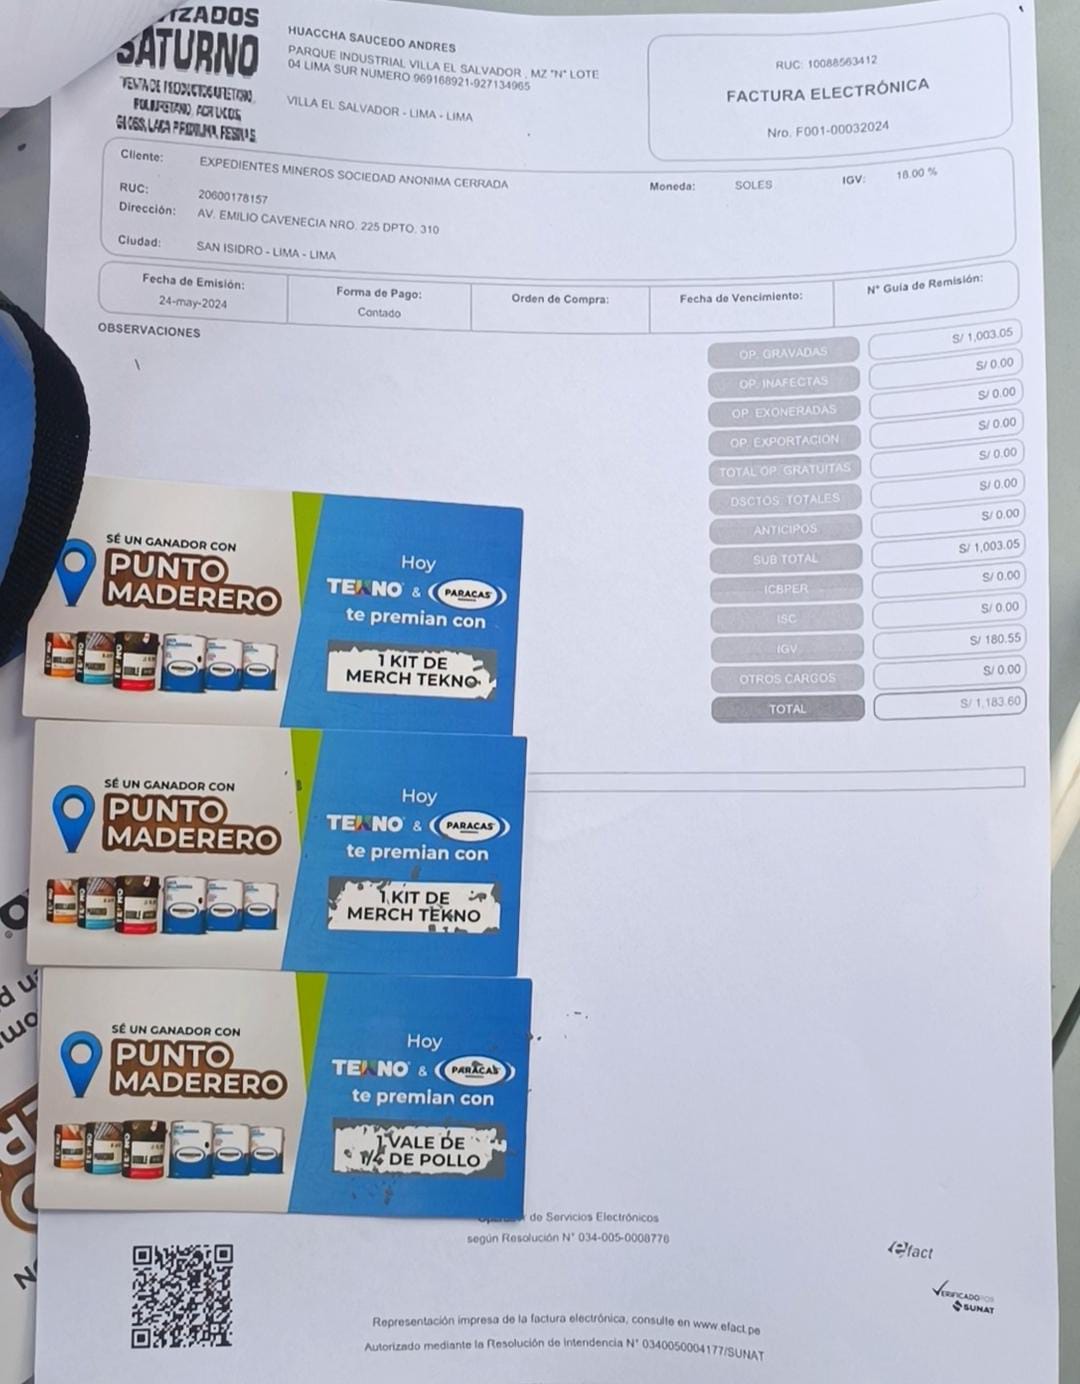 IZADOS
SATURNO
VENTA DE PRODUCTOS URETANO,
POLIURETANO, ACRILICOS,
GLOSS, LACA PIROXILINA, RESINAS
HUACCHA SAUCEDO ANDRES
PARQUE INDUSTRIAL VILLA EL SALVADOR , MZ "N" LOTE
04 LIMA SUR NUMERO 969168921-927134965
VILLA EL SALVADOR - LIMA - LIMA
RUC: 10088563412
FACTURA ELECTRÓNICA
Nro. F001-00032024
Cliente: EXPEDIENTES MINEROS SOCIEDAD ANONIMA CERRADA
Moneda: SOLES IGV: 18.00 %
RUC: 20600178157
Dirección: AV. EMILIO CAVENECIA NRO. 225 DPTO. 310
Ciudad: SAN ISIDRO - LIMA - LIMA
Fecha de Emisión: Forma de Pago: Orden de Compra: Fecha de Vencimiento: N° Guia de Remisión:
24-may-2024 Contado
OBSERVACIONES
OP. GRAVADAS S/ 1,003.05
OP. INAFECTAS S/ 0.00
OP. EXONERADAS S/ 0.00
OP. EXPORTACION S/ 0.00
TOTAL OP. GRATUITAS S/ 0.00
DSCTOS. TOTALES S/ 0.00
ANTICIPOS S/ 0.00
SUB TOTAL S/ 1,003.05
ICBPER S/ 0.00
ISC S/ 0.00
IGV S/ 180.55
OTROS CARGOS S/ 0.00
TOTAL S/ 1,183.60
SÉ UN GANADOR CON
PUNTO
MADERERO
Hoy
TEKNO & PARACAS
te premian con
1 KIT DE
MERCH TEKNO
SÉ UN GANADOR CON
PUNTO
MADERERO
Hoy
TEKNO & PARACAS
te premian con
1 KIT DE
MERCH TEKNO
SÉ UN GANADOR CON
PUNTO
MADERERO
Hoy
TEKNO & PARACAS
te premian con
1 VALE DE
1/4 DE POLLO
de Servicios Electrónicos
según Resolución N° 034-005-0008776
efact
VERIFICADO POR
SUNAT
Representación impresa de la factura electrónica, consulte en www.efact.pe
Autorizado mediante la Resolución de Intendencia N° 0340050004177/SUNAT